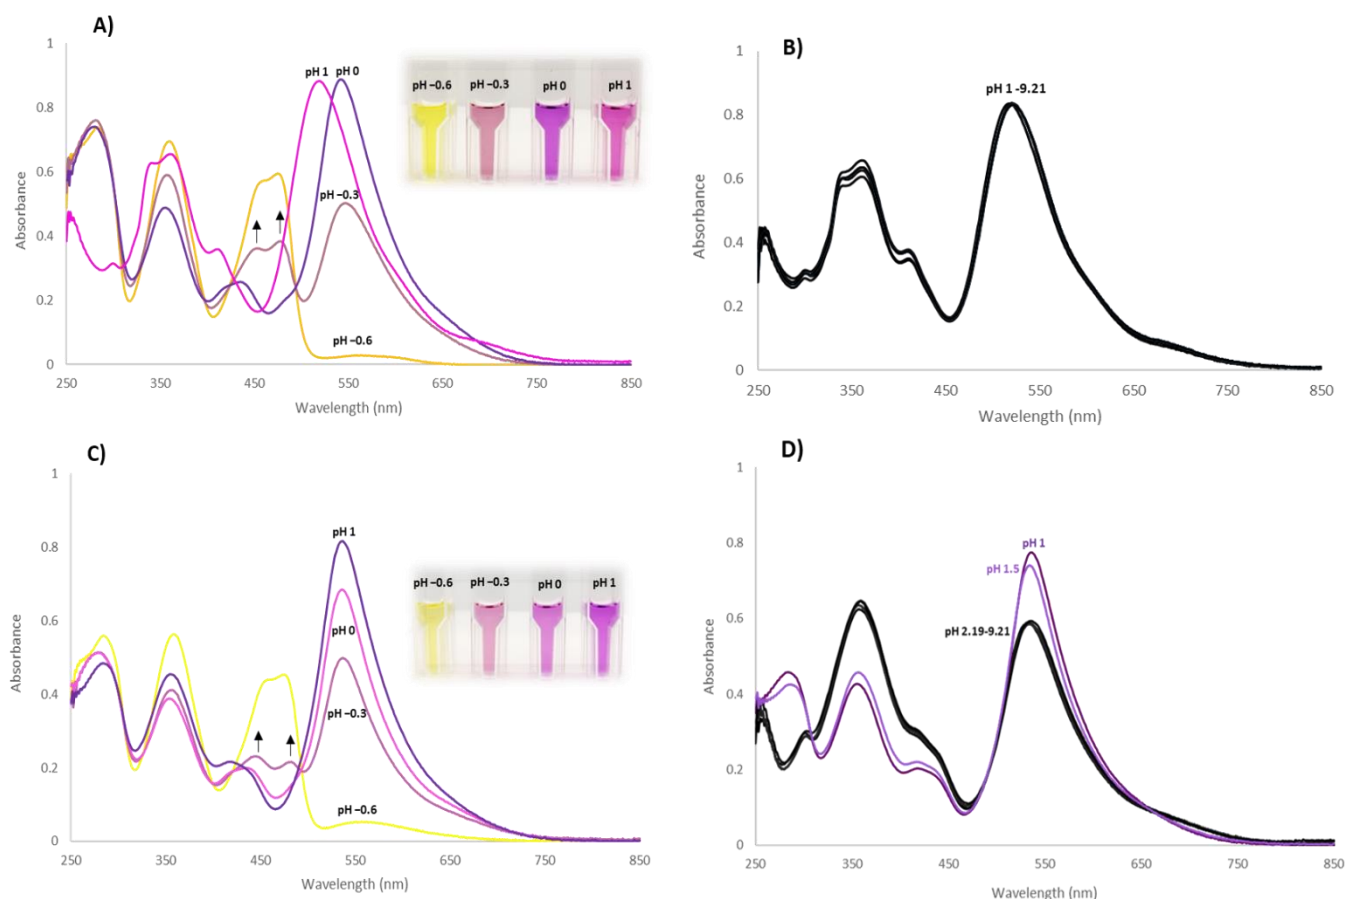 A)
1
0.8
0.6
0.4
0.2
0
Absorbance
250
350
450
550
650
750
850
Wavelength (nm)
pH 1
pH 0
pH –0.3
pH –0.6
pH –0.6
pH –0.3
pH 0
pH 1
B)
1
0.8
0.6
0.4
0.2
0
Absorbance
250
350
450
550
650
750
850
Wavelength (nm)
pH 1 -9.21
C)
1
0.8
0.6
0.4
0.2
0
Absorbance
250
350
450
550
650
750
850
Wavelength (nm)
pH 1
pH 0
pH –0.3
pH –0.6
pH –0.6
pH –0.3
pH 0
pH 1
D)
1
0.8
0.6
0.4
0.2
0
Absorbance
250
350
450
550
650
750
850
Wavelength (nm)
pH 1
pH 1.5
pH 2.19-9.21